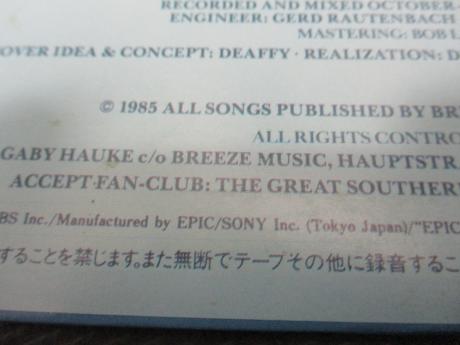 RECORDED AND MIXED OCTOBER-
ENGINEER: GERD RAUTENBACH
MASTERING: BOB
OVER IDEA & CONCEPT: DEAFFY · REALIZATION: D
© 1985 ALL SONGS PUBLISHED BY BR
ALL RIGHTS CONTRO
GABY HAUKE c/o BREEZE MUSIC, HAUPTSTRA
ACCEPT-FAN-CLUB: THE GREAT SOUTHER
BS Inc./Manufactured by EPIC/SONY Inc. (Tokyo Japan)/"EPIC
することを禁じます。また無断でテープその他に録音するこ